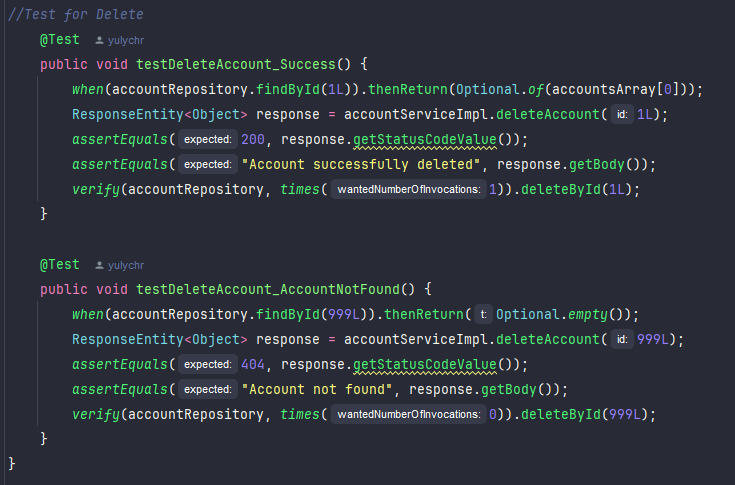 //Test for Delete
@Test yulychr
public void testDeleteAccount_Success() {
when(accountRepository.findById(1L)).thenReturn(Optional.of(accountsArray[0]));
ResponseEntity<Object> response = accountServiceImpl.deleteAccount( id: 1L);
assertEquals( expected: 200, response.getStatusCodeValue());
assertEquals( expected: "Account successfully deleted", response.getBody());
verify(accountRepository, times( wantedNumberOfInvocations: 1)).deleteById(1L);
}
@Test yulychr
public void testDeleteAccount_AccountNotFound() {
when(accountRepository.findById(999L)).thenReturn( t: Optional.empty());
ResponseEntity<Object> response = accountServiceImpl.deleteAccount( id: 999L);
assertEquals( expected: 404, response.getStatusCodeValue());
assertEquals( expected: "Account not found", response.getBody());
verify(accountRepository, times( wantedNumberOfInvocations: 0)).deleteById(999L);
}
}